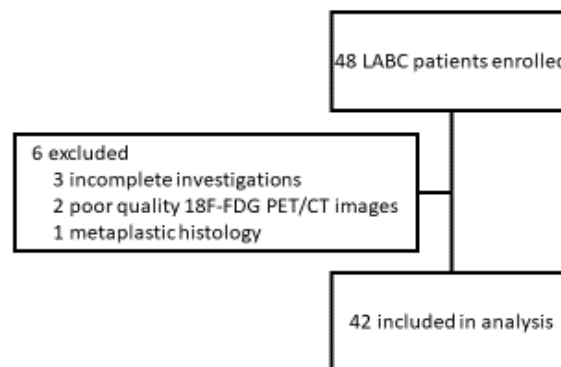 48 LABC patients enrolled
6 excluded
3 incomplete investigations
2 poor quality 18F-FDG PET/CT images
1 metaplastic histology
42 included in analysis